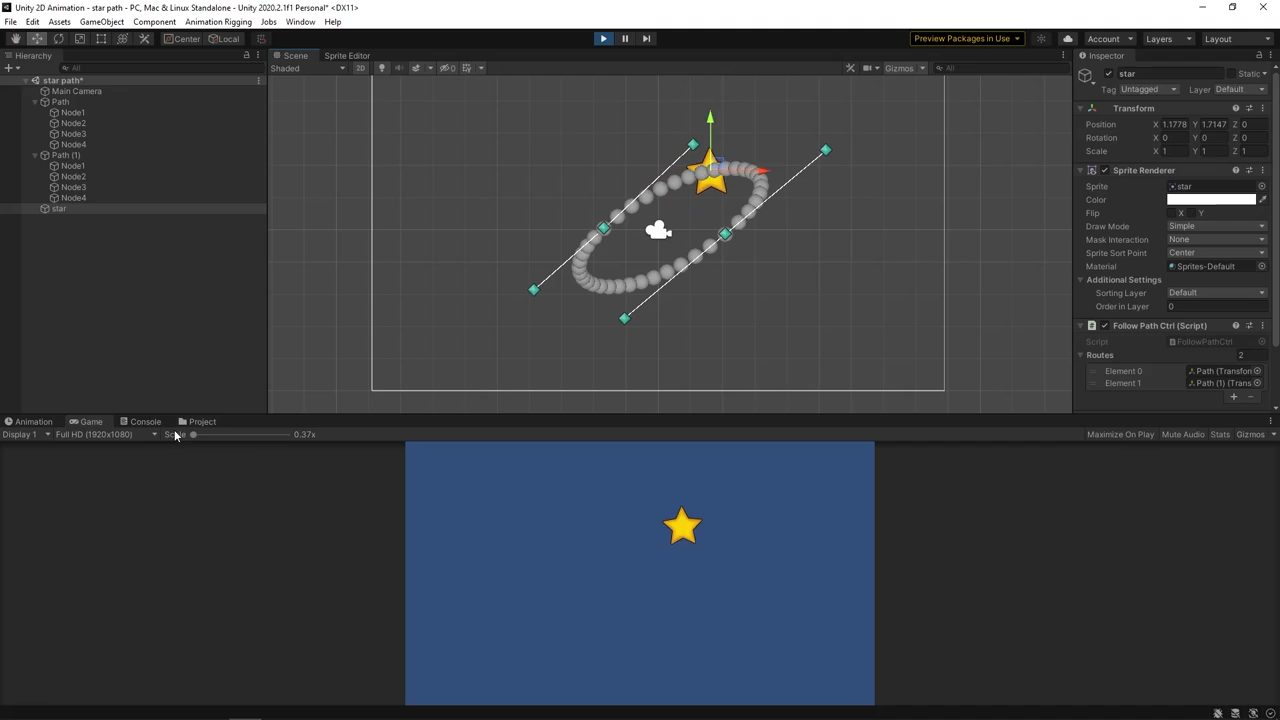 Unity 2D Animation - star path - PC, Mac & Linux Standalone - Unity 2020.2.1f1 Personal* <DX11>
File Edit Assets GameObject Component Animation Rigging Jobs Window Help
Center Local Preview Packages in Use Account Layers Layout
Hierarchy
All
star path*
Main Camera
Path
Node1
Node2
Node3
Node4
Path (1)
Node1
Node2
Node3
Node4
star
Scene Sprite Editor
Shaded 2D 0 Gizmos All
Inspector
star Static
Tag Untagged Layer Default
Transform
Position X 1.1778 Y 1.7147 Z 0
Rotation X 0 Y 0 Z 0
Scale X 1 Y 1 Z 1
Sprite Renderer
Sprite star
Color
Flip X Y
Draw Mode Simple
Mask Interaction None
Sprite Sort Point Center
Material Sprites-Default
Additional Settings
Sorting Layer Default
Order in Layer 0
Follow Path Ctrl (Script)
Script FollowPathCtrl
Routes 2
Element 0 Path (Transfon
Element 1 Path (1) (Trans
Animation Game Console Project
Display 1 Full HD (1920x1080) Scale 0.37x Maximize On Play Mute Audio Stats Gizmos